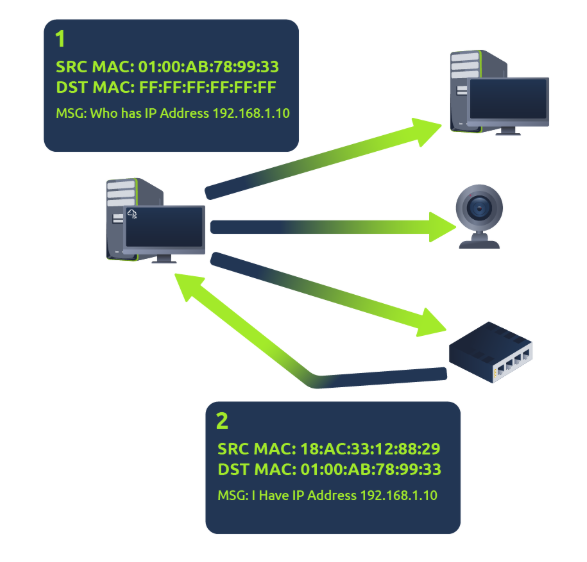 1
SRC MAC: 01:00:AB:78:99:33
DST MAC: FF:FF:FF:FF:FF:FF
MSG: Who has IP Address 192.168.1.10
2
SRC MAC: 18:AC:33:12:88:29
DST MAC: 01:00:AB:78:99:33
MSG: I Have IP Address 192.168.1.10